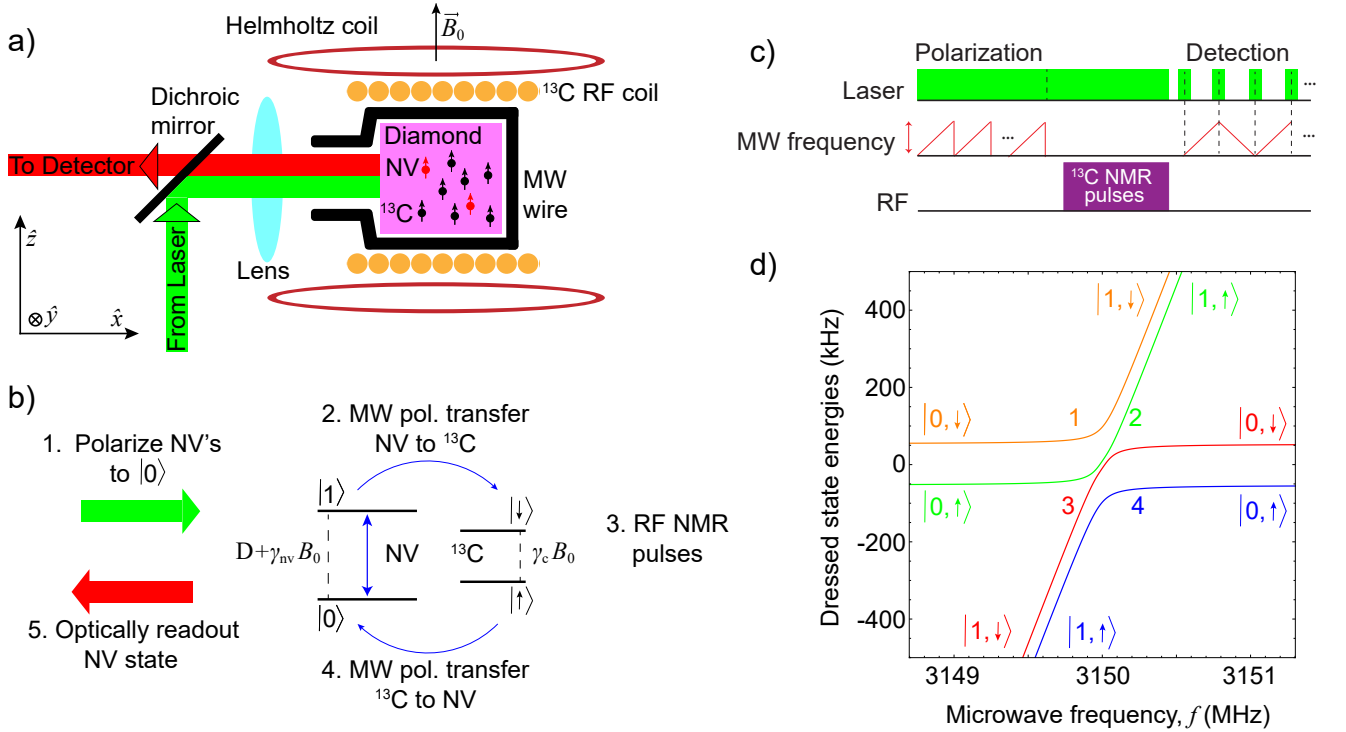 a)
Helmholtz coil
B⃗₀
¹³C RF coil
Dichroic
mirror
Diamond
To Detector
NV
MW
wire
¹³C
ẑ
Lens
From Laser
⊗ŷ
x̂
b)
1. Polarize NV's
to |0⟩
2. MW pol. transfer
NV to ¹³C
|1⟩
|↓⟩
D+γₙᵥB₀
NV
¹³C
γ_cB₀
3. RF NMR
pulses
|0⟩
|↑⟩
5. Optically readout
NV state
4. MW pol. transfer
¹³C to NV
c)
Polarization
Detection
Laser
...
MW frequency
...
...
RF
¹³C NMR
pulses
d)
Dressed state energies (kHz)
400
200
0
-200
-400
|1,↓⟩
|1,↑⟩
|0,↓⟩
1
2
|0,↓⟩
|0,↑⟩
3
4
|0,↑⟩
|1,↓⟩
|1,↑⟩
3149
3150
3151
Microwave frequency, f (MHz)